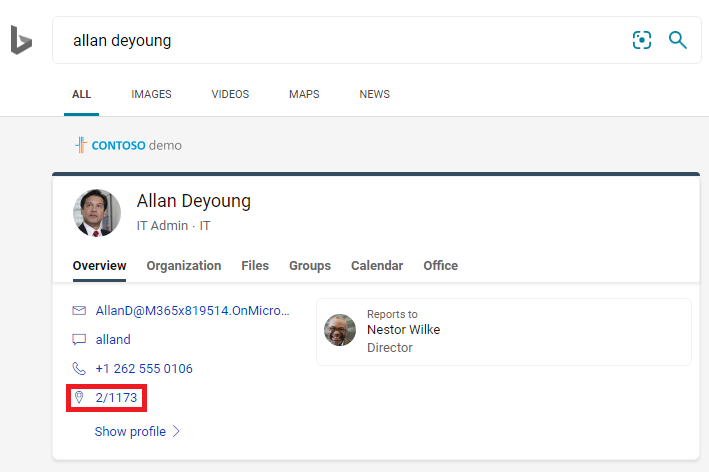 allan deyoung
ALL IMAGES VIDEOS MAPS NEWS
CONTOSO demo
Allan Deyoung
IT Admin · IT
Overview Organization Files Groups Calendar Office
AllanD@M365x819514.OnMicro...
alland
+1 262 555 0106
2/1173
Show profile
Reports to
Nestor Wilke
Director